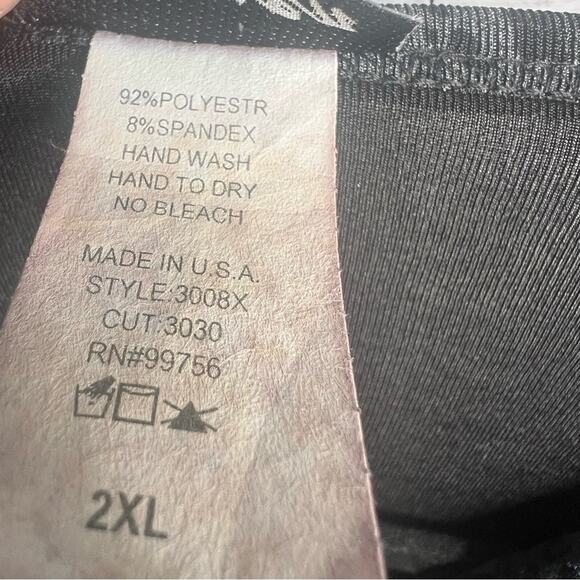 92%POLYESTR
8%SPANDEX
HAND WASH
HAND TO DRY
NO BLEACH
MADE IN U.S.A.
STYLE:3008X
CUT:3030
RN#99756
2XL